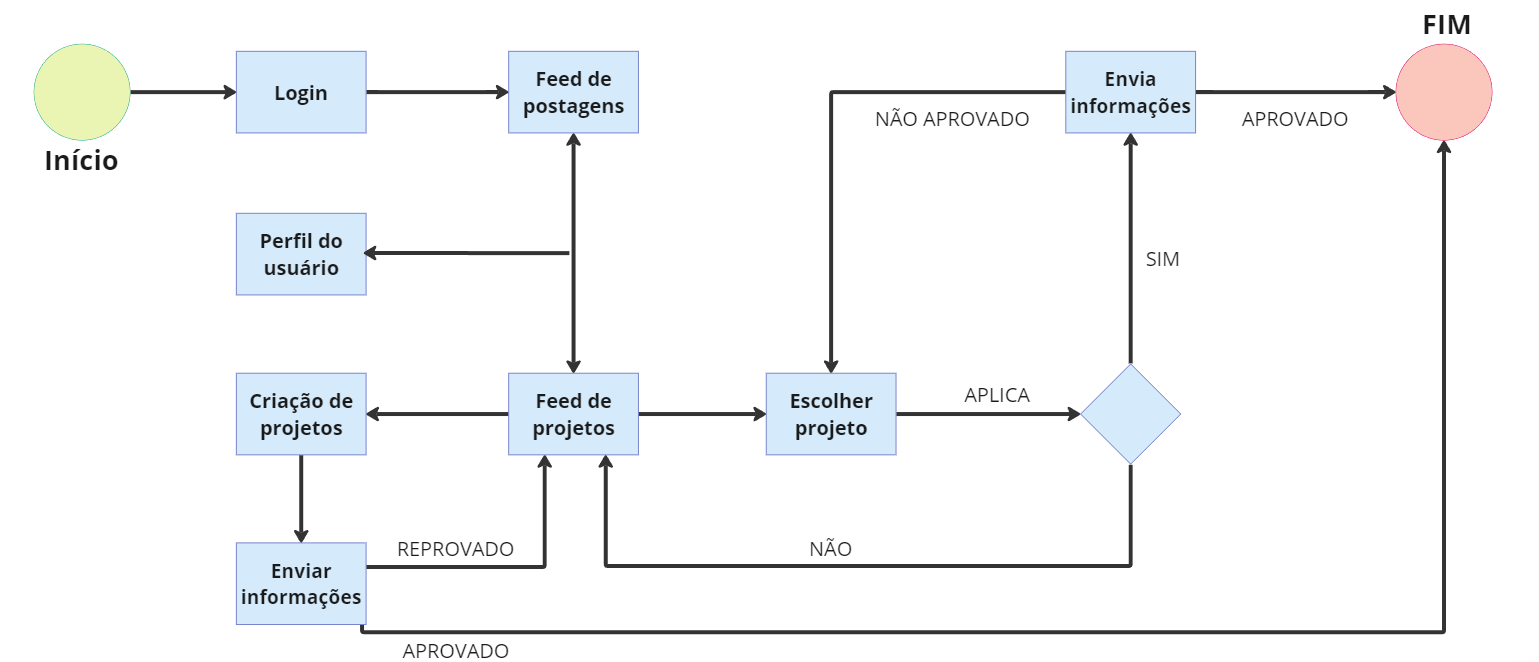 FIM
Início
Login
Feed de
postagens
Envia
informações
NÃO APROVADO
APROVADO
Perfil do
usuário
SIM
Criação de
projetos
Feed de
projetos
Escolher
projeto
APLICA
Enviar
informações
REPROVADO
NÃO
APROVADO